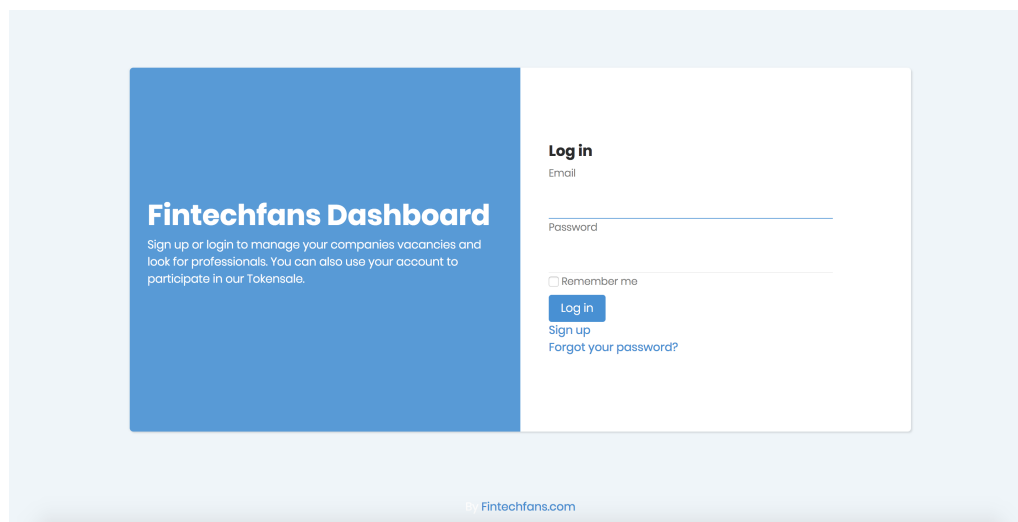 Fintechfans Dashboard
Sign up or login to manage your companies vacancies and
look for professionals. You can also use your account to
participate in our Tokensale.
Log in
Email
Password
Remember me
Log in
Sign up
Forgot your password?
By Fintechfans.com